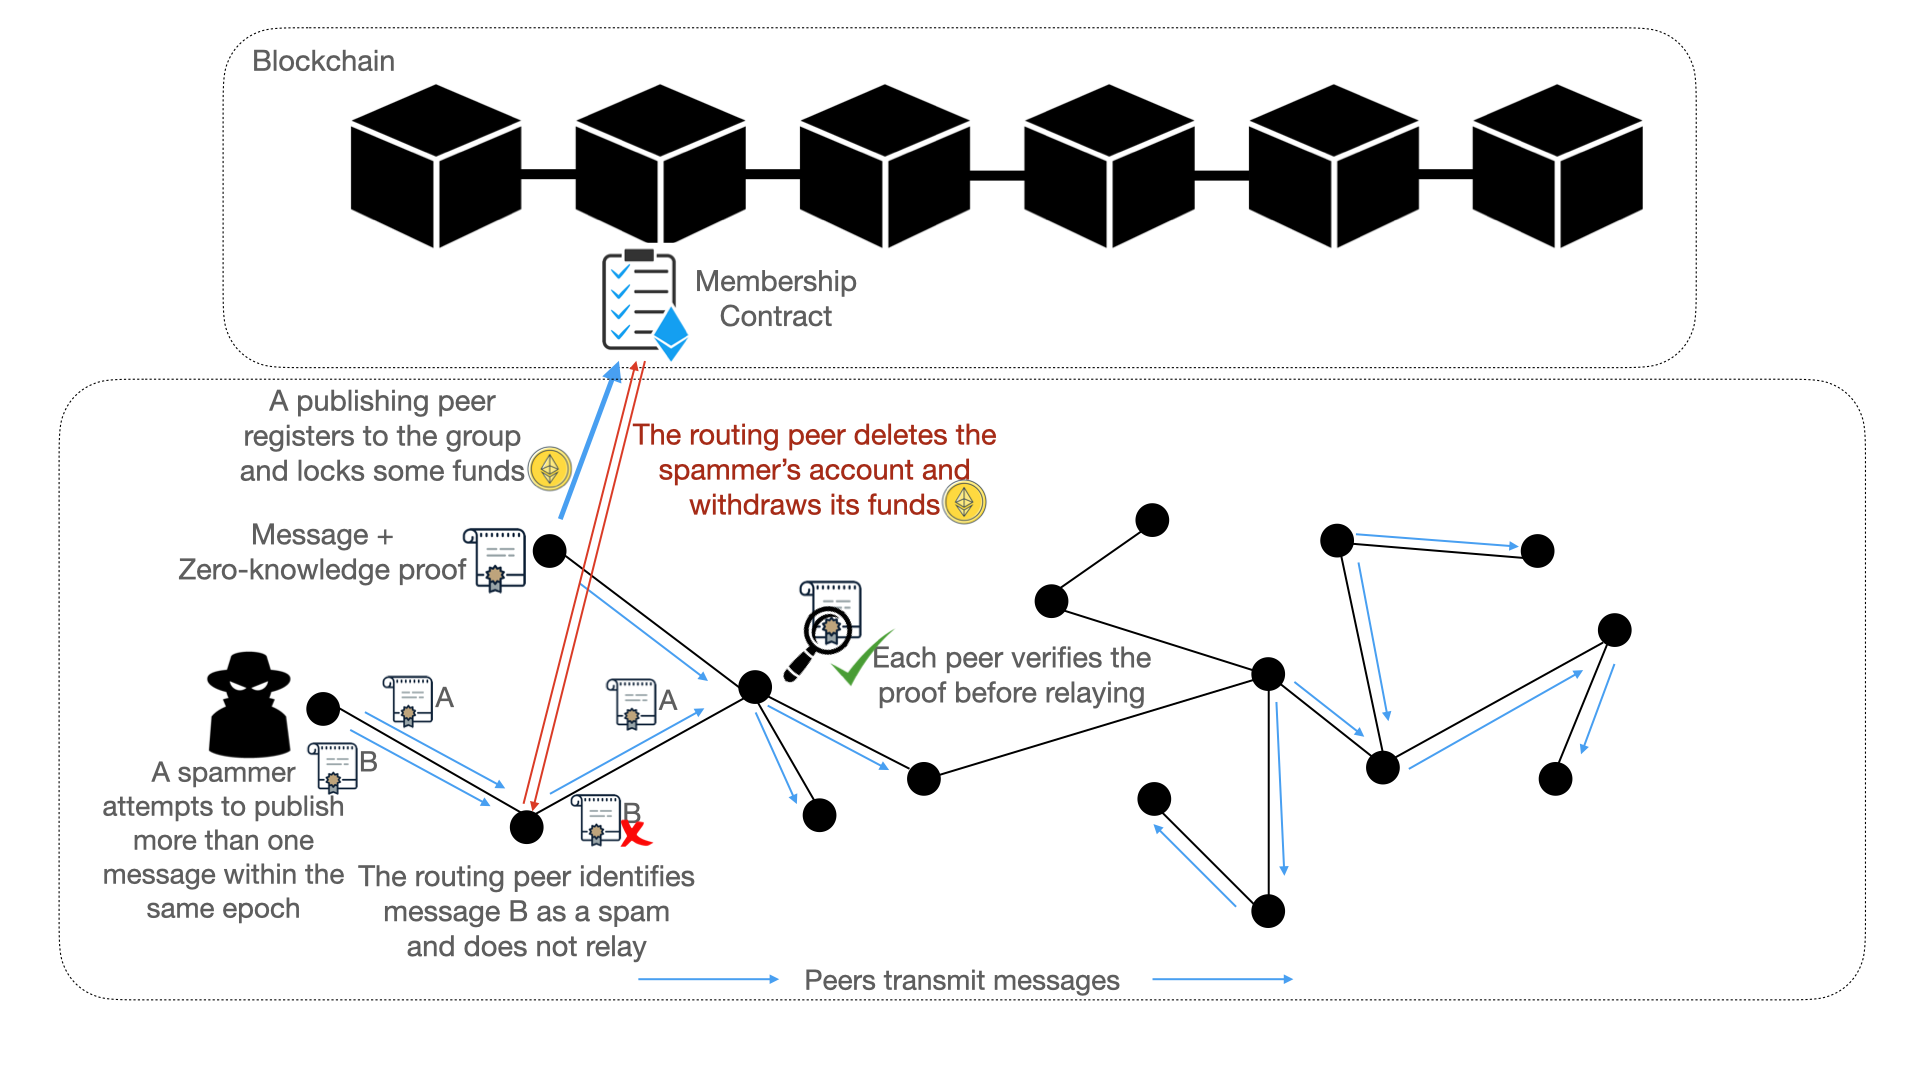 Blockchain
Membership
Contract
A publishing peer
registers to the group
and locks some funds
The routing peer deletes the
spammer’s account and
withdraws its funds
Message +
Zero-knowledge proof
Each peer verifies the
proof before relaying
A
A
B
B
A spammer
attempts to publish
more than one
message within the
same epoch
The routing peer identifies
message B as a spam
and does not relay
Peers transmit messages